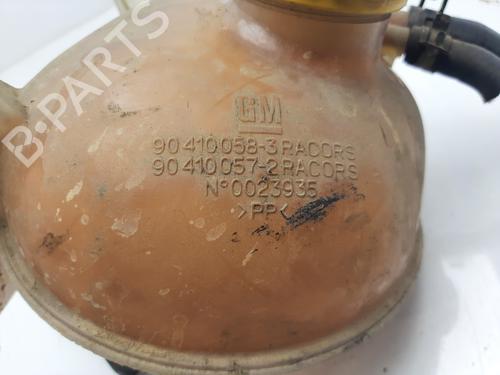 B-PARTS
GM
90 410 058-3 RACORS
90 410 057-2 RACORS
N°0023935
>PP<